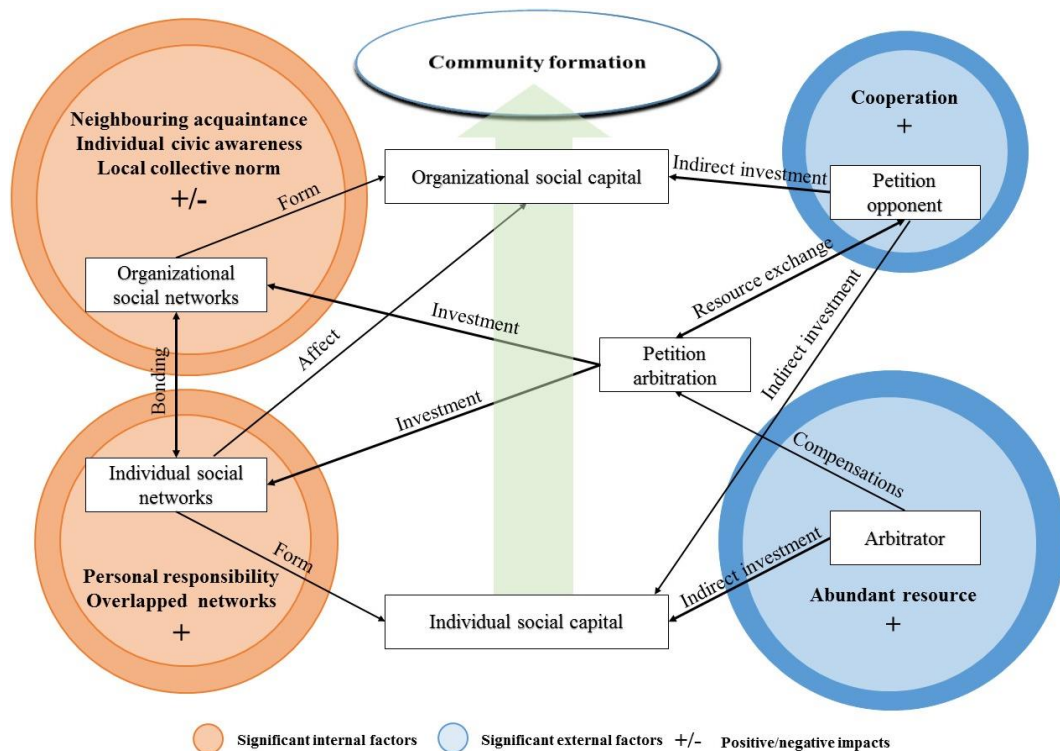 Community formation
Neighbouring acquaintance
Individual civic awareness
Local collective norm
+/-
Cooperation
+
Form
Organizational social capital
Indirect investment
Petition
opponent
Organizational
social networks
Resource exchange
Investment
Affect
Petition
arbitration
Indirect investment
Bonding
Investment
Individual social
networks
Compensations
Form
Arbitrator
Indirect investment
Personal responsibility
Overlapped networks
+
Individual social capital
Abundant resource
+
Significant internal factors
Significant external factors
+/-
Positive/negative impacts